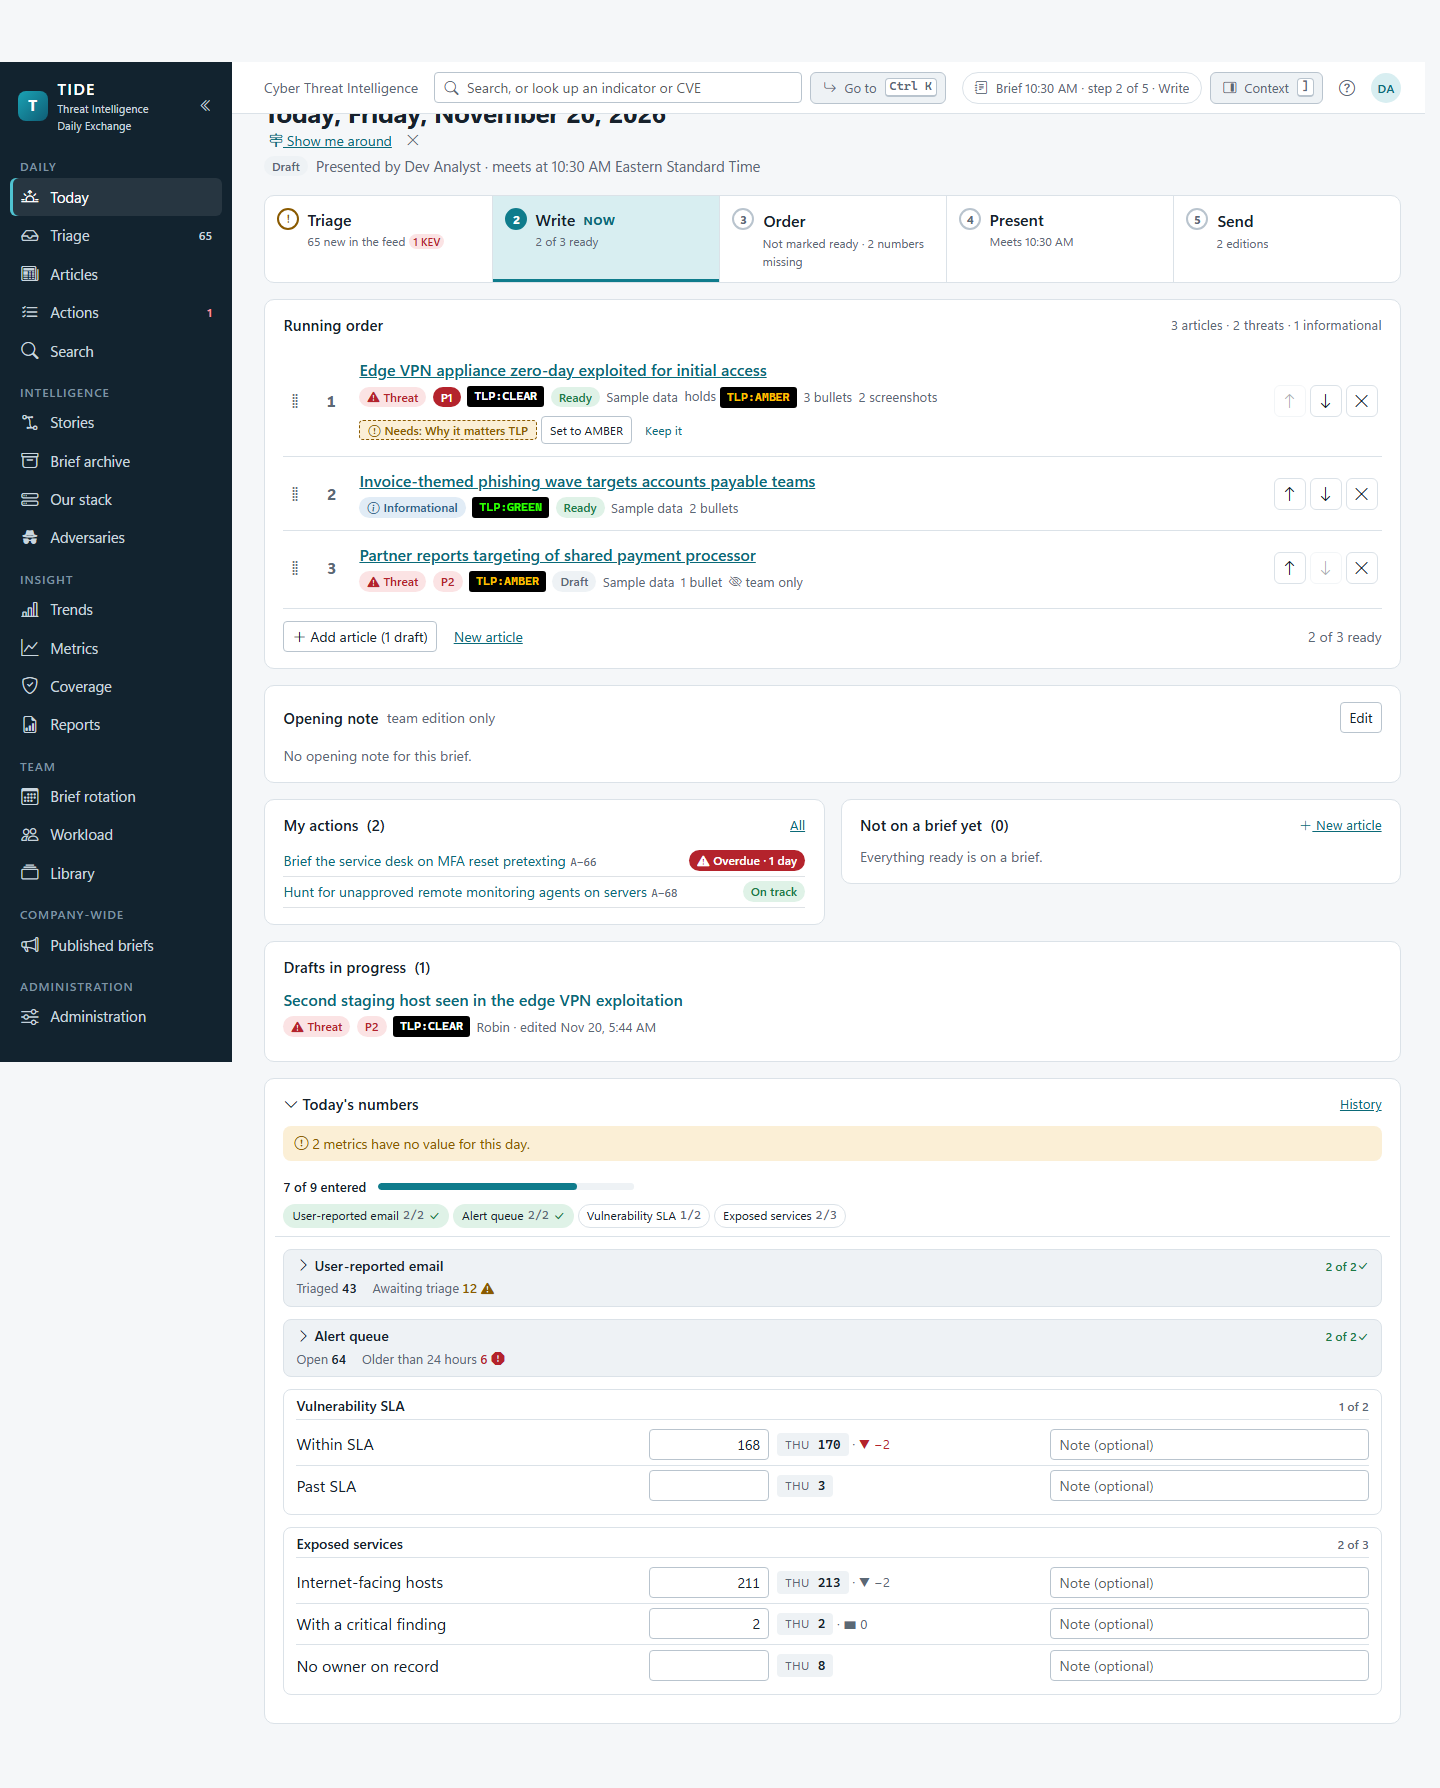 T
TIDE
Threat Intelligence
Daily Exchange
DAILY
Today
Triage 65
Articles
Actions 1
Search
INTELLIGENCE
Stories
Brief archive
Our stack
Adversaries
INSIGHT
Trends
Metrics
Coverage
Reports
TEAM
Brief rotation
Workload
Library
COMPANY-WIDE
Published briefs
ADMINISTRATION
Administration
Cyber Threat Intelligence
Search, or look up an indicator or CVE
Go to Ctrl K
Brief 10:30 AM · step 2 of 5 · Write
Context ]
DA
Today, Friday, November 20, 2026
Show me around
Draft Presented by Dev Analyst · meets at 10:30 AM Eastern Standard Time
! Triage
65 new in the feed 1 KEV
2 Write NOW
2 of 3 ready
3 Order
Not marked ready · 2 numbers
missing
4 Present
Meets 10:30 AM
5 Send
2 editions
Running order 3 articles · 2 threats · 1 informational
1 Edge VPN appliance zero-day exploited for initial access
Threat P1 TLP:CLEAR Ready Sample data holds TLP:AMBER 3 bullets 2 screenshots
Needs: Why it matters TLP Set to AMBER Keep it
2 Invoice-themed phishing wave targets accounts payable teams
Informational TLP:GREEN Ready Sample data 2 bullets
3 Partner reports targeting of shared payment processor
Threat P2 TLP:AMBER Draft Sample data 1 bullet team only
Add article (1 draft) New article 2 of 3 ready
Opening note team edition only Edit
No opening note for this brief.
My actions (2) All
Brief the service desk on MFA reset pretexting A-66 Overdue · 1 day
Hunt for unapproved remote monitoring agents on servers A-68 On track
Not on a brief yet (0) + New article
Everything ready is on a brief.
Drafts in progress (1)
Second staging host seen in the edge VPN exploitation
Threat P2 TLP:CLEAR Robin · edited Nov 20, 5:44 AM
Today's numbers History
2 metrics have no value for this day.
7 of 9 entered
User-reported email 2/2 ✓ Alert queue 2/2 ✓ Vulnerability SLA 1/2 Exposed services 2/3
User-reported email 2 of 2 ✓
Triaged 43 Awaiting triage 12
Alert queue 2 of 2 ✓
Open 64 Older than 24 hours 6
Vulnerability SLA 1 of 2
Within SLA 168 THU 170 · ▼ −2 Note (optional)
Past SLA THU 3 Note (optional)
Exposed services 2 of 3
Internet-facing hosts 211 THU 213 · ▼ −2 Note (optional)
With a critical finding 2 THU 2 · 0 Note (optional)
No owner on record THU 8 Note (optional)